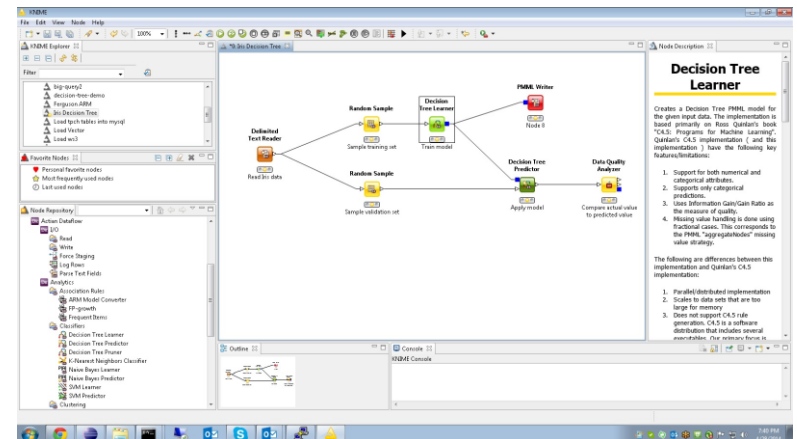 KNIME
File Edit View Node Help
100%
KNIME Explorer
Filter
big-query2
decision-tree-demo
Ferguson ARM
Iris Decision Tree
Load tpch tables into mysql
Load Vector
Load ws3
Favorite Nodes
Personal favorite nodes
Most frequently used nodes
Last used nodes
Node Repository
Action Dataflow
I/O
Read
Write
Force Staging
Log Rows
Parse Text Fields
Analytics
Association Rules
ARM Model Converter
FP-growth
Frequent Items
Classifiers
Decision Tree Learner
Decision Tree Predictor
Decision Tree Pruner
K-Nearest Neighbors Classifier
Naive Bayes Learner
Naive Bayes Predictor
SVM Learner
SVM Predictor
Clustering
Iris Decision Tree
Delimited
Text Reader
Read Iris data
Random Sample
Sample training set
Random Sample
Sample validation set
Decision
Tree Learner
Train model
PMML Writer
Node 8
Decision Tree
Predictor
Apply model
Data Quality
Analyzer
Compare actual value
to predicted value
Outline
Console
KNIME Console
Node Description
Decision Tree
Learner
Creates a Decision Tree PMML model for
the given input data. The implementation is
based primarily on Ross Quinlan's book
"C4.5: Programs for Machine Learning".
Quinlan's C4.5 implementation ( and this
implementation ) have the following key
features/limitations:
1. Support for both numerical and
categorical attributes.
2. Supports only categorical
predictions.
3. Uses Information Gain/Gain Ratio as
the measure of quality.
4. Missing value handling is done using
fractional cases. This corresponds to
the PMML "aggregateNodes" missing
value strategy.
The following are differences between this
implementation and Quinlan's C4.5
implementation:
1. Parallel/distributed implementation
2. Scales to data sets that are too
large for memory
3. Does not support C4.5 rule
generation. C4.5 is a software
distribution that includes several
executables. Our primary focus is
7:40 PM